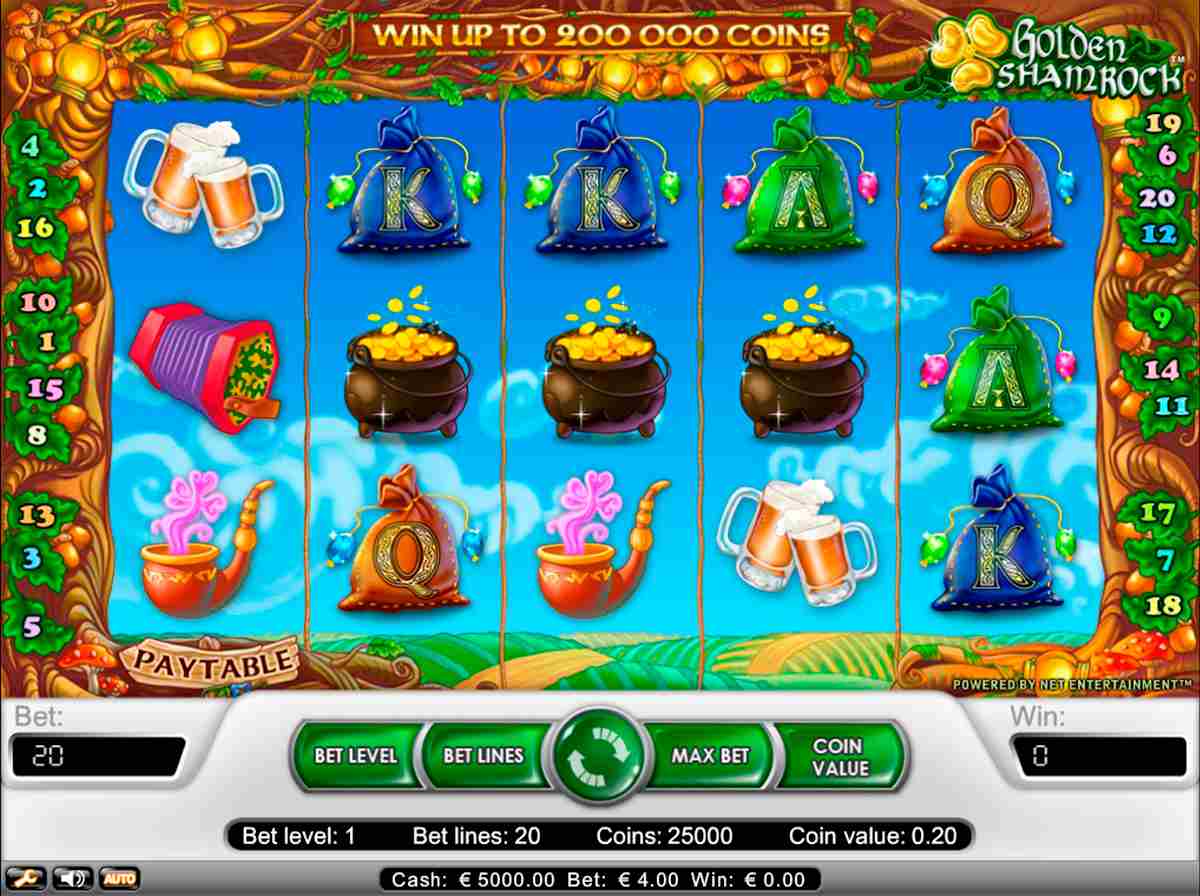 WIN UP TO 200 000 COINS
GOLDEN
SHAMROCK™
4
2
16
10
1
15
8
13
3
5
K
K
A
Q
A
Q
K
19
6
20
12
9
14
11
17
7
18
PAYTABLE
POWERED BY NET ENTERTAINMENT™
Bet:
20
BET LEVEL
BET LINES
MAX BET
COIN
VALUE
Win:
0
Bet level: 1 Bet lines: 20 Coins: 25000 Coin value: 0.20
AUTO
Cash: € 5000.00 Bet: € 4.00 Win: € 0.00